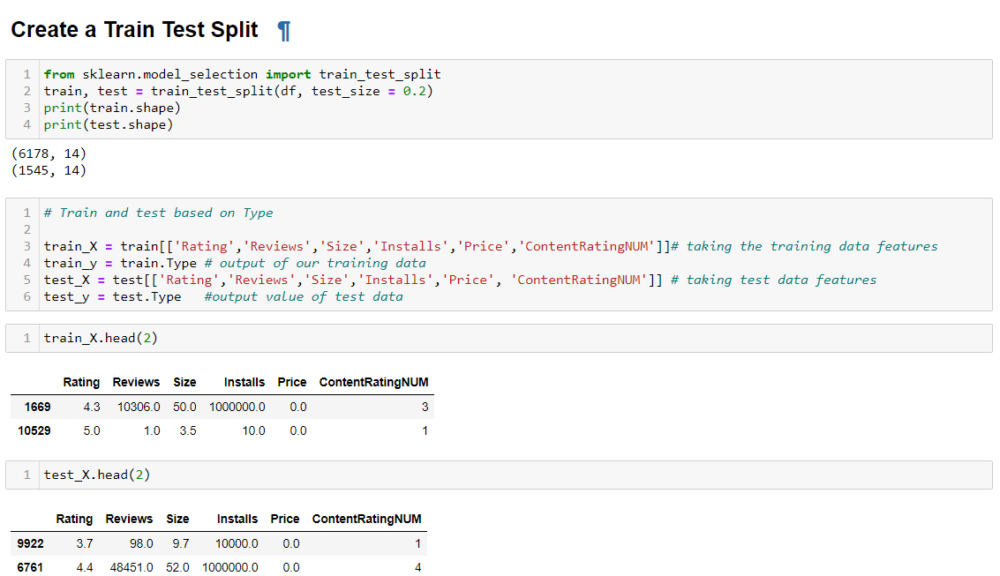 Create a Train Test Split ¶
1 from sklearn.model_selection import train_test_split
2 train, test = train_test_split(df, test_size = 0.2)
3 print(train.shape)
4 print(test.shape)
(6178, 14)
(1545, 14)
1 # Train and test based on Type
2
3 train_X = train[['Rating','Reviews','Size','Installs','Price','ContentRatingNUM']]# taking the training data features
4 train_y = train.Type # output of our training data
5 test_X = test[['Rating','Reviews','Size','Installs','Price', 'ContentRatingNUM']] # taking test data features
6 test_y = test.Type   #output value of test data
1 train_X.head(2)
Rating Reviews Size Installs Price ContentRatingNUM
1669 4.3 10306.0 50.0 1000000.0 0.0 3
10529 5.0 1.0 3.5 10.0 0.0 1
1 test_X.head(2)
Rating Reviews Size Installs Price ContentRatingNUM
9922 3.7 98.0 9.7 10000.0 0.0 1
6761 4.4 48451.0 52.0 1000000.0 0.0 4